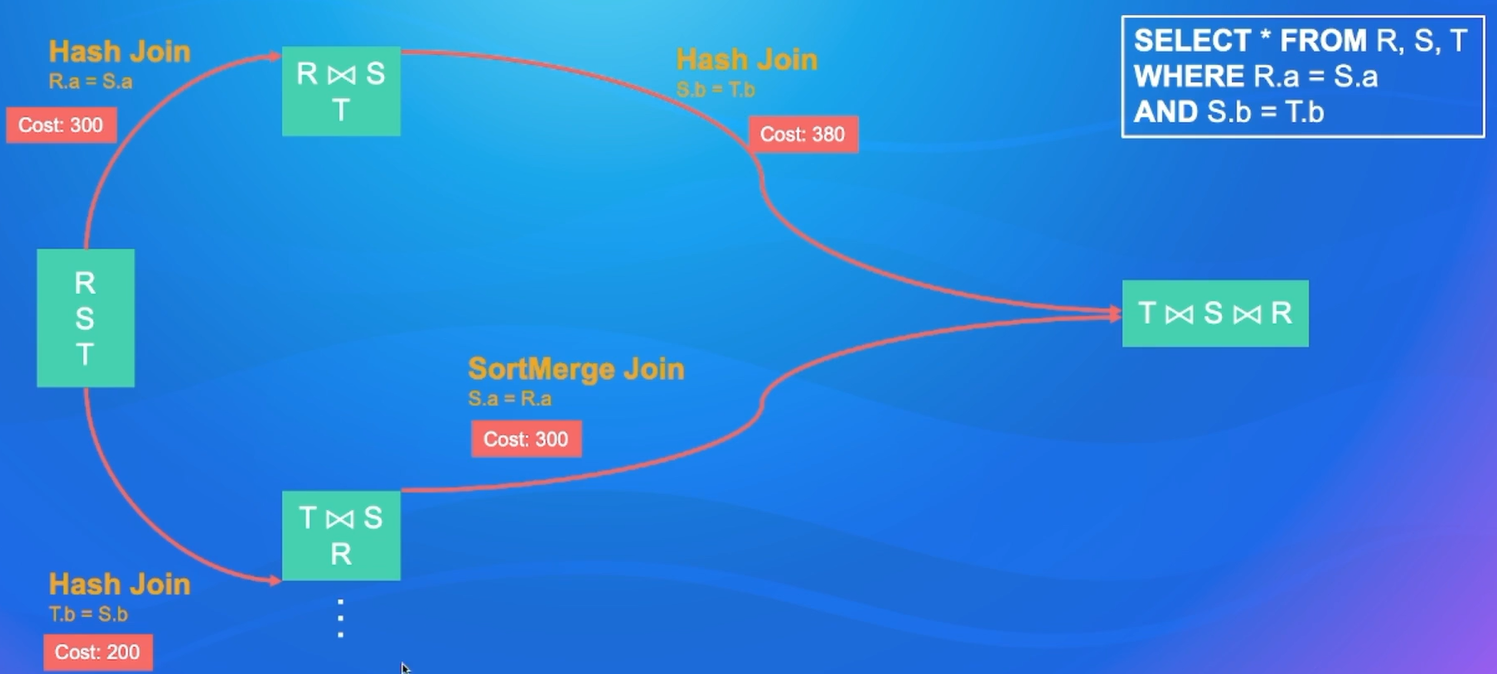 Hash Join
R.a = S.a
Cost: 300
R ⋈ S
T
Hash Join
S.b = T.b
Cost: 380
SELECT * FROM R, S, T
WHERE R.a = S.a
AND S.b = T.b
R
S
T
T ⋈ S ⋈ R
SortMerge Join
S.a = R.a
Cost: 300
T ⋈ S
R
Hash Join
T.b = S.b
Cost: 200